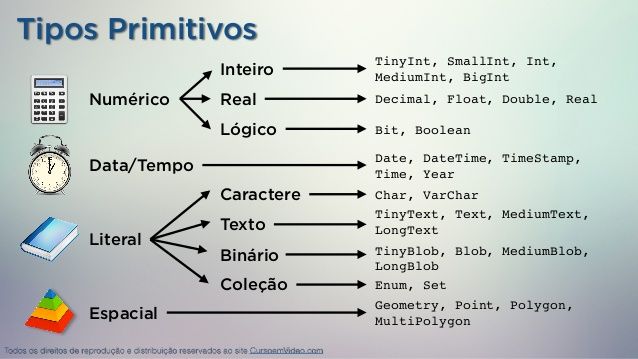 Tipos Primitivos
Numérico
Inteiro
TinyInt, SmallInt, Int,
MediumInt, BigInt
Real
Decimal, Float, Double, Real
Lógico
Bit, Boolean
Data/Tempo
Date, DateTime, TimeStamp,
Time, Year
Literal
Caractere
Char, VarChar
Texto
TinyText, Text, MediumText,
LongText
Binário
TinyBlob, Blob, MediumBlob,
LongBlob
Coleção
Enum, Set
Espacial
Geometry, Point, Polygon,
MultiPolygon
Todos os direitos de reprodução e distribuição reservados ao site CursoemVideo.com